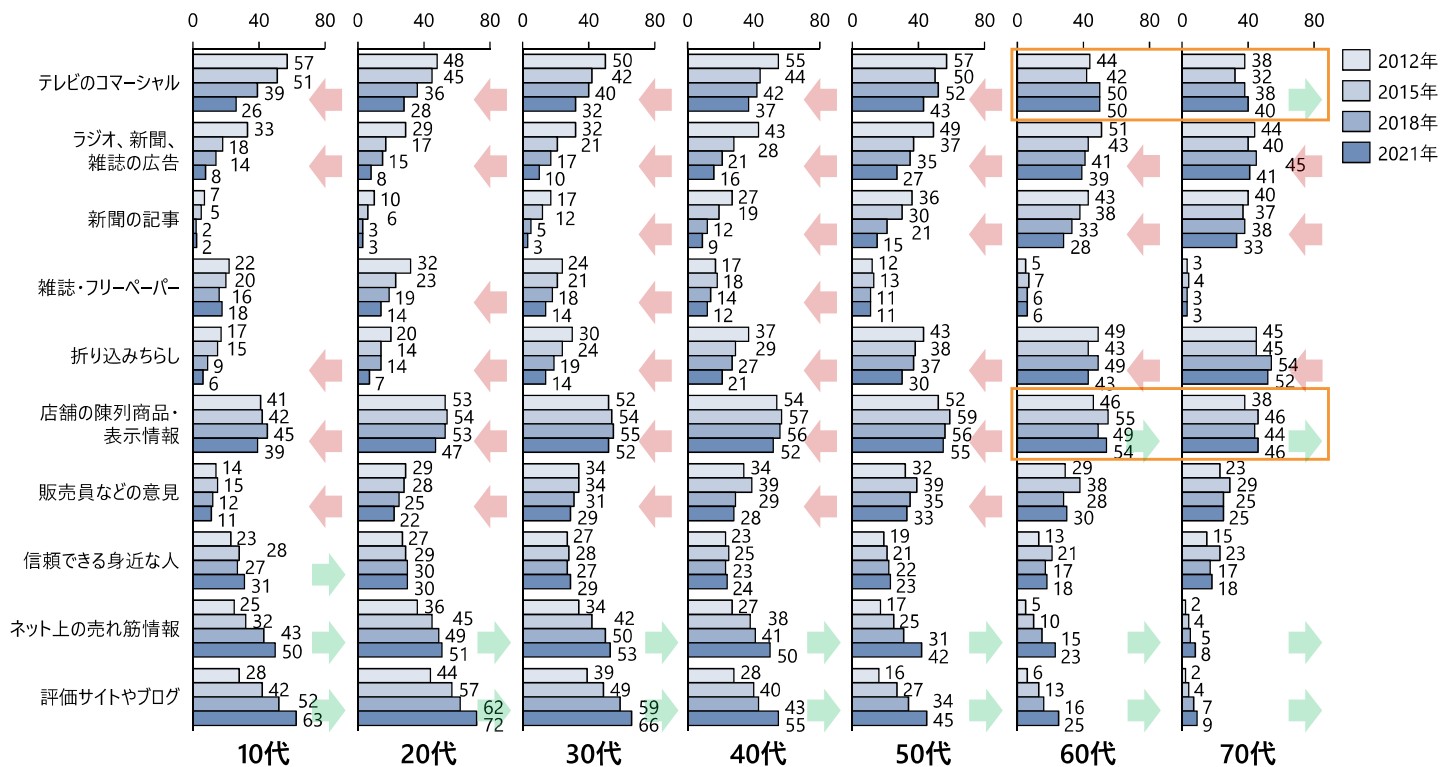 0 40 80 0 40 80 0 40 80 0 40 80 0 40 80 0 40 80 0 40 80
2012年
2015年
2018年
2021年
テレビのコマーシャル
57 51 39 26
48 45 36 28
50 42 40 32
55 44 42 37
57 50 52 43
44 42 50 50
38 32 38 40
ラジオ、新聞、
雑誌の広告
33 18 14 8
29 17 15 8
32 21 17 10
43 28 21 16
49 37 35 27
51 43 41 39
44 40 45 41
新聞の記事
7 5 2 2
10 6 3 3
17 12 5 3
27 19 12 9
36 30 21 15
43 38 33 28
40 37 38 33
雑誌・フリーペーパー
22 20 16 18
32 23 19 14
24 21 18 14
17 18 14 12
12 13 11 11
5 7 6 6
3 4 3 3
折り込みちらし
17 15 9 6
20 14 14 7
30 24 19 14
37 29 27 21
43 38 37 30
49 43 49 43
45 45 54 52
店舗の陳列商品・
表示情報
41 42 45 39
53 54 53 47
52 54 55 52
54 57 56 52
52 59 56 55
46 55 49 54
38 46 44 46
販売員などの意見
14 15 12 11
29 28 25 22
34 34 31 29
34 39 29 28
32 39 35 33
29 38 28 30
23 29 25 25
信頼できる身近な人
23 28 27 31
27 29 30 30
27 28 27 29
23 25 23 24
19 21 22 23
13 21 17 18
15 23 17 18
ネット上の売れ筋情報
25 32 43 50
36 45 49 51
34 42 50 53
27 38 41 50
17 25 31 42
5 10 15 23
2 4 5 8
評価サイトやブログ
28 42 52 63
44 57 62 72
39 49 59 66
28 40 43 55
16 27 34 45
6 13 16 25
2 4 7 9
10代 20代 30代 40代 50代 60代 70代